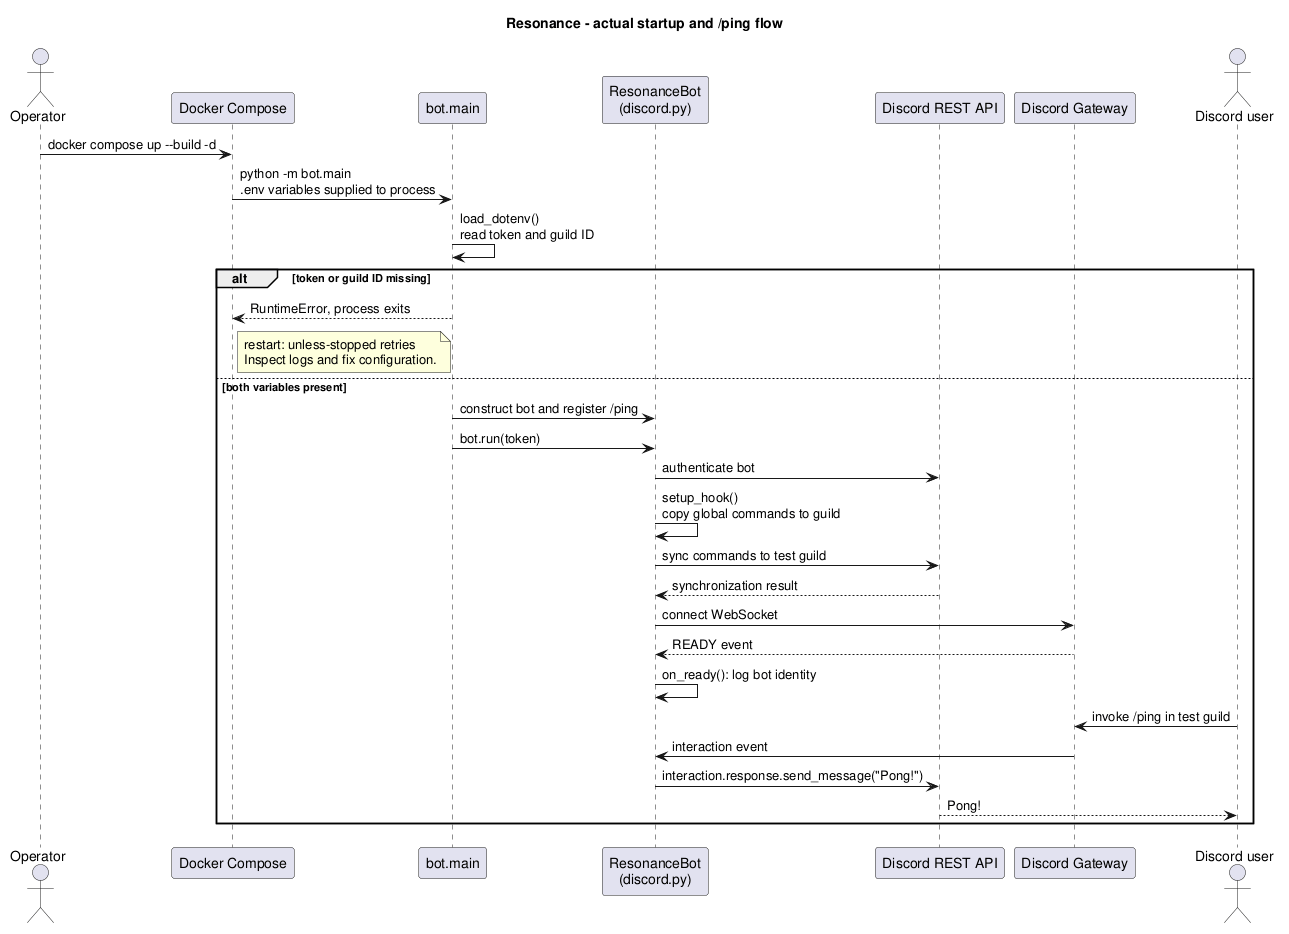 Resonance - actual startup and /ping flow
Operator
Docker Compose
bot.main
ResonanceBot
(discord.py)
Discord REST API
Discord Gateway
Discord user
docker compose up --build -d
python -m bot.main
.env variables supplied to process
load_dotenv()
read token and guild ID
alt
[token or guild ID missing]
RuntimeError, process exits
restart: unless-stopped retries
Inspect logs and fix configuration.
[both variables present]
construct bot and register /ping
bot.run(token)
authenticate bot
setup_hook()
copy global commands to guild
sync commands to test guild
synchronization result
connect WebSocket
READY event
on_ready(): log bot identity
invoke /ping in test guild
interaction event
interaction.response.send_message("Pong!")
Pong!
Operator
Docker Compose
bot.main
ResonanceBot
(discord.py)
Discord REST API
Discord Gateway
Discord user